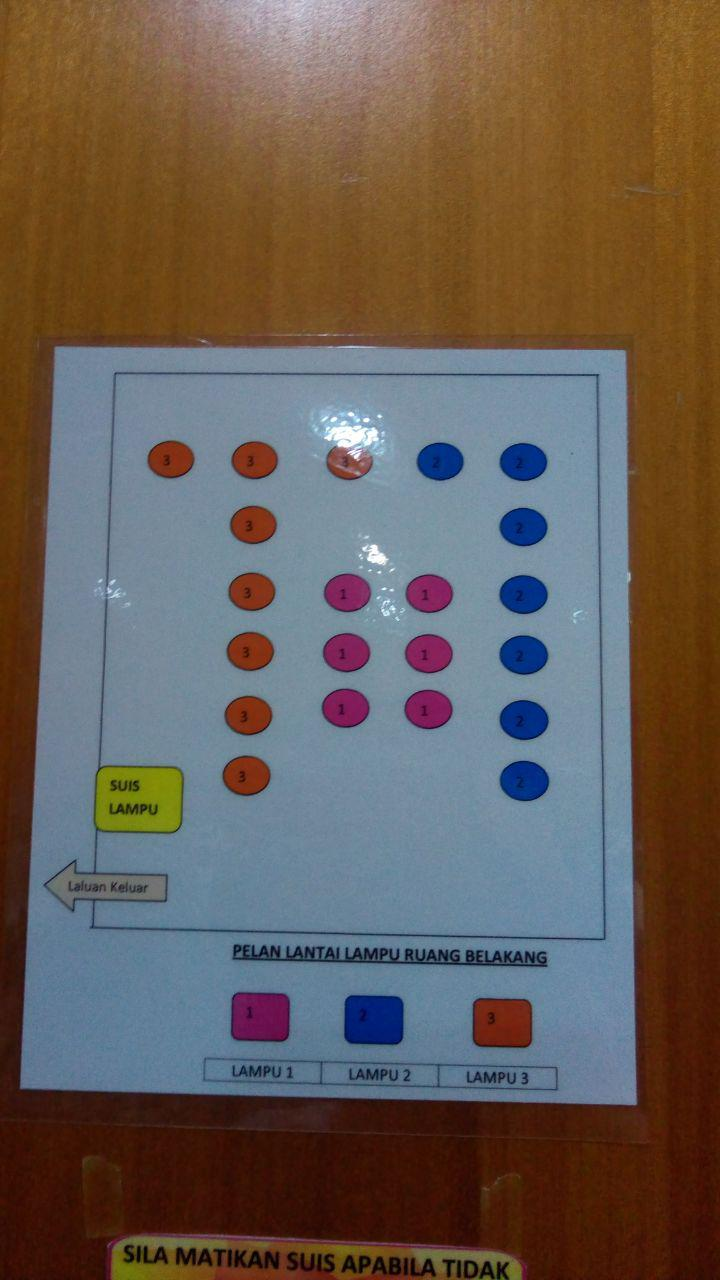 3 3 3 2 2
3 2
3 1 1 2
3 1 1 2
3 1 1 2
3 2
SUIS
LAMPU
Laluan Keluar
PELAN LANTAI LAMPU RUANG BELAKANG
1 2 3
LAMPU 1 LAMPU 2 LAMPU 3
SILA MATIKAN SUIS APABILA TIDAK